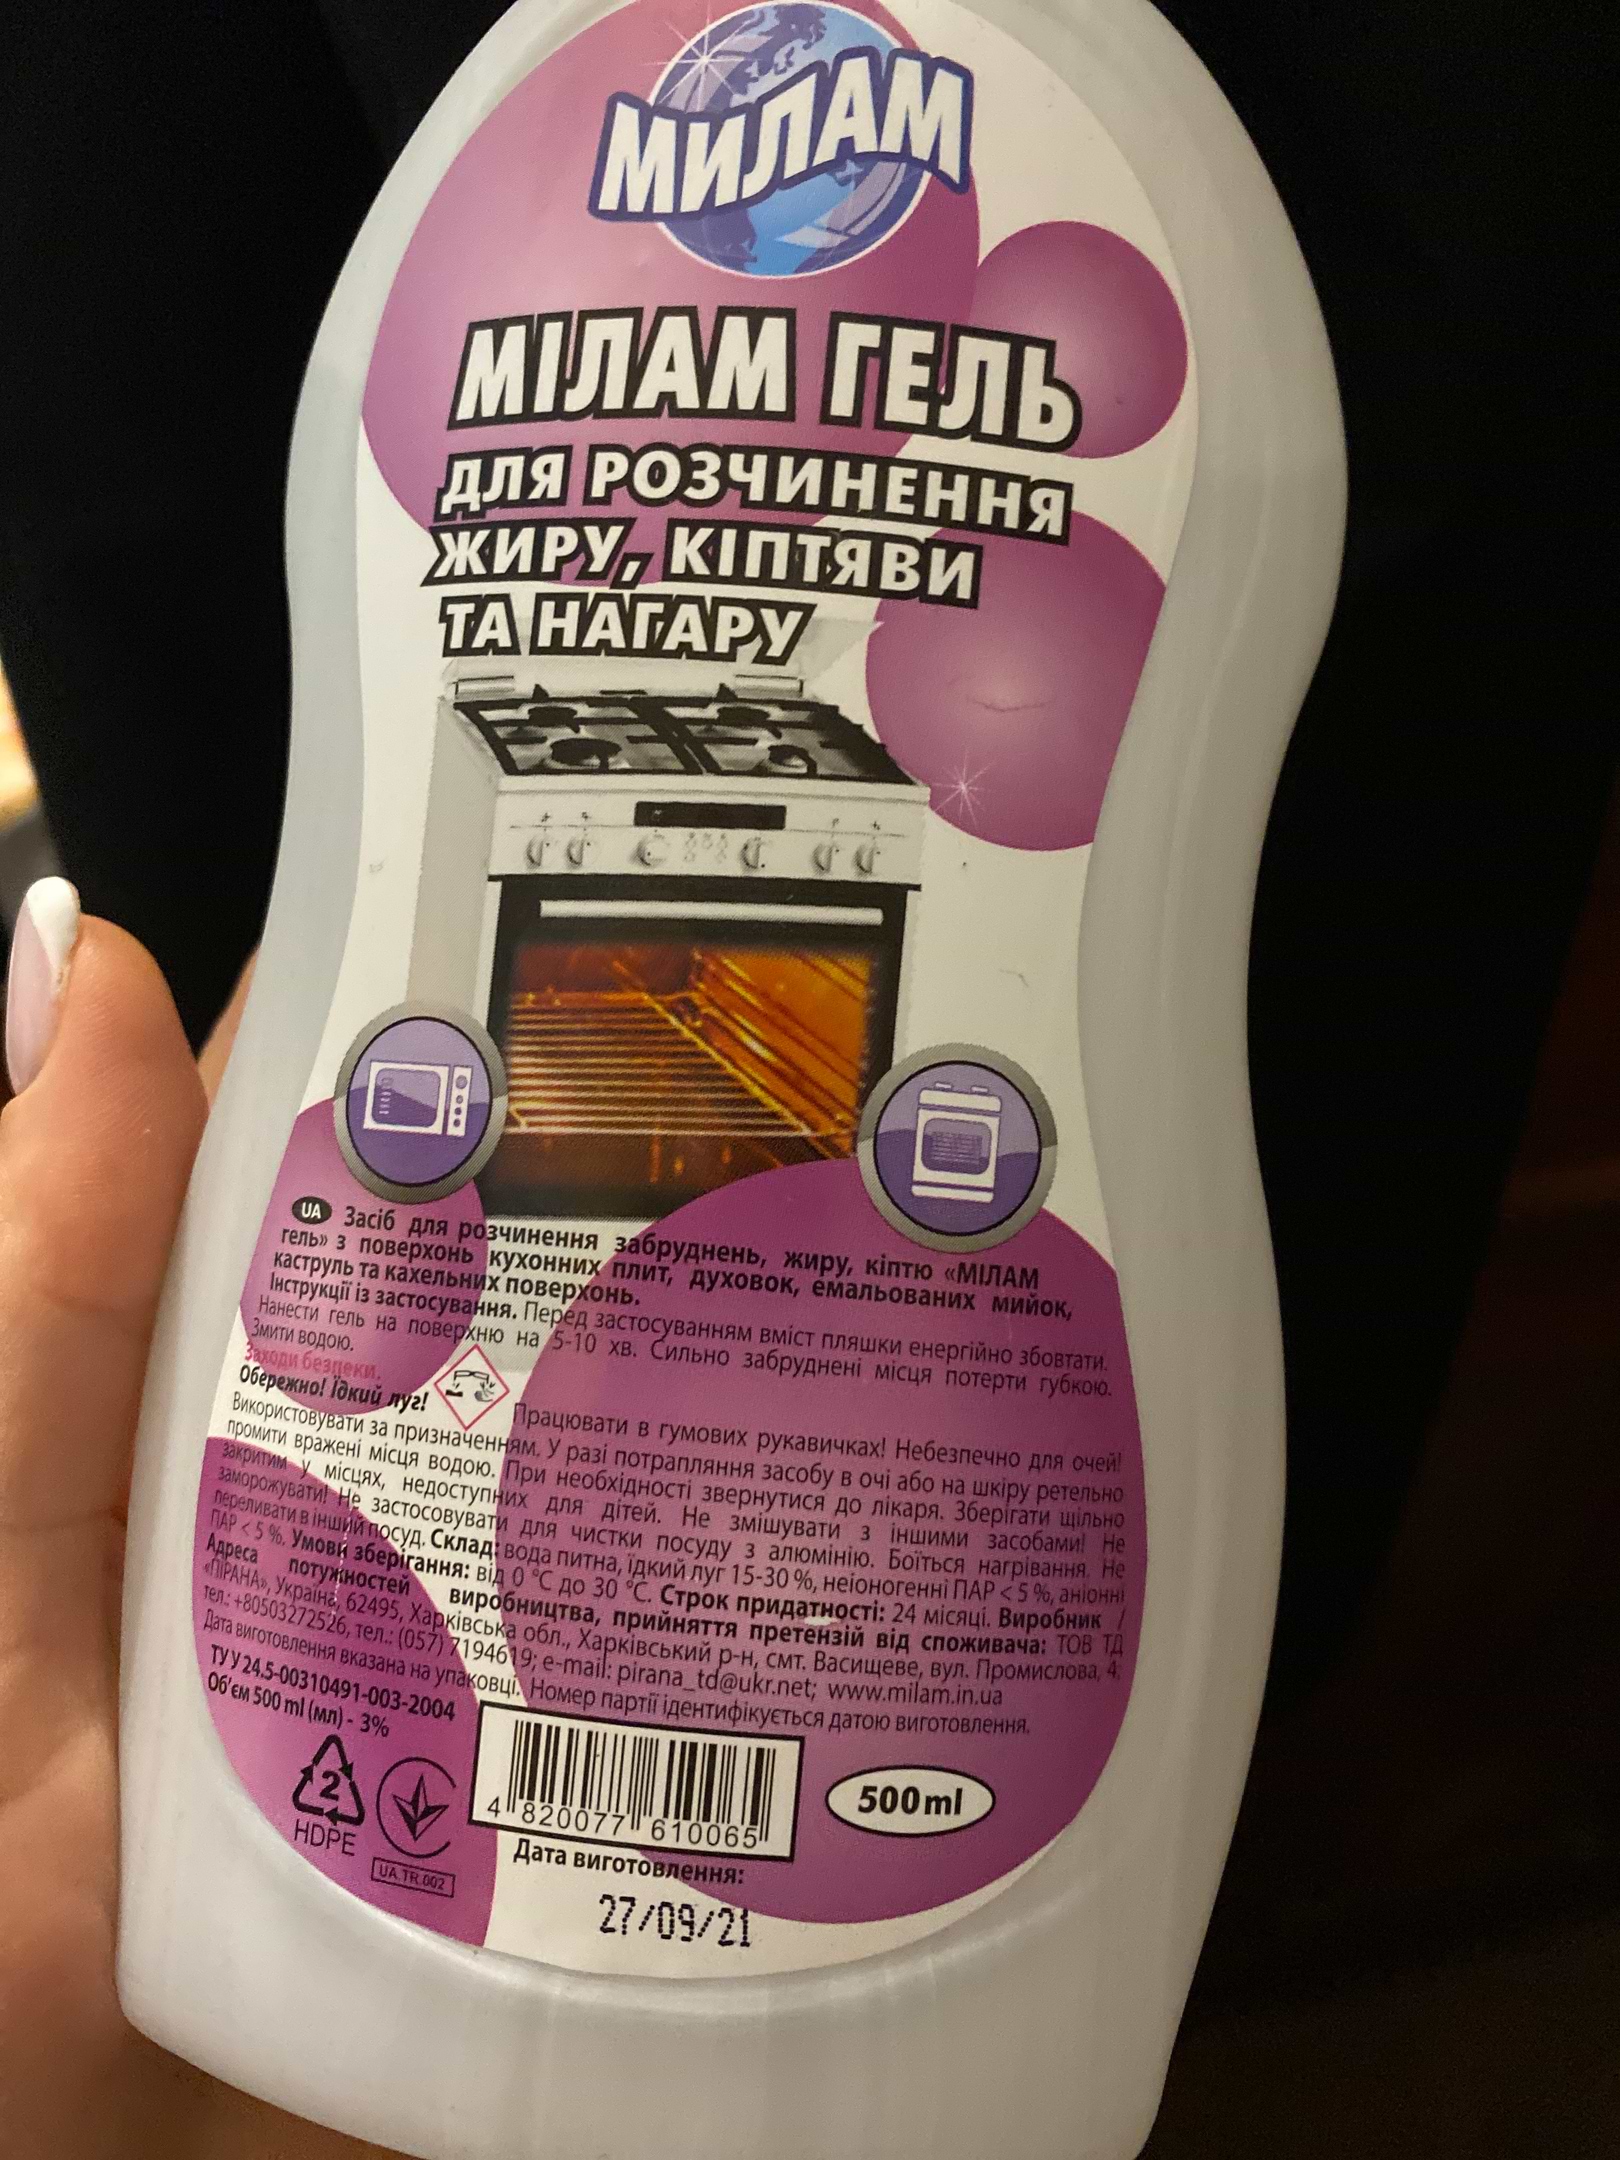 МИЛАМ
МІЛАМ ГЕЛЬ
ДЛЯ РОЗЧИНЕННЯ
ЖИРУ, КІПТЯВИ
ТА НАГАРУ
UA Засіб для розчинення забруднень, жиру, кіптю «МІЛАМ
гель» з поверхонь кухонних плит, духовок, емальованих мийок,
каструль та кахельних поверхонь.
Інструкції із застосування. Перед застосуванням вміст пляшки енергійно збовтати.
Нанести гель на поверхню на 5-10 хв. Сильно забруднені місця потерти губкою.
Змити водою.
Заходи безпеки.
Обережно! Їдкий луг!
Працювати в гумових рукавичках! Небезпечно для очей!
Використовувати за призначенням. У разі потрапляння засобу в очі або на шкіру ретельно
промити вражені місця водою. При необхідності звернутися до лікаря. Зберігати щільно
закритим у місцях, недоступних для дітей. Не змішувати з іншими засобами! Не
заморожувати! Не застосовувати для чистки посуду з алюмінію. Боїться нагрівання. Не
переливати в інший посуд. Склад: вода питна, їдкий луг 15-30 %, неіоногенні ПАР < 5 %, аніонні
ПАР < 5 %. Умови зберігання: від 0 °C до 30 °C. Строк придатності: 24 місяці. Виробник /
Адреса потужностей виробництва, прийняття претензій від споживача: ТОВ ТД
«ПІРАНА», Україна, 62495, Харківська обл., Харківський р-н, смт. Васищеве, вул. Промислова, 4,
тел.: +80503272526, тел.: (057) 7194619; e-mail: pirana_td@ukr.net; www.milam.in.ua
Дата виготовлення вказана на упаковці. Номер партії ідентифікується датою виготовлення.
ТУ У 24.5-00310491-003-2004
Об'єм 500 ml (мл) - 3%
2
HDPE
UA.TR.002
4 820077 610065
500 ml
Дата виготовлення:
27/09/21